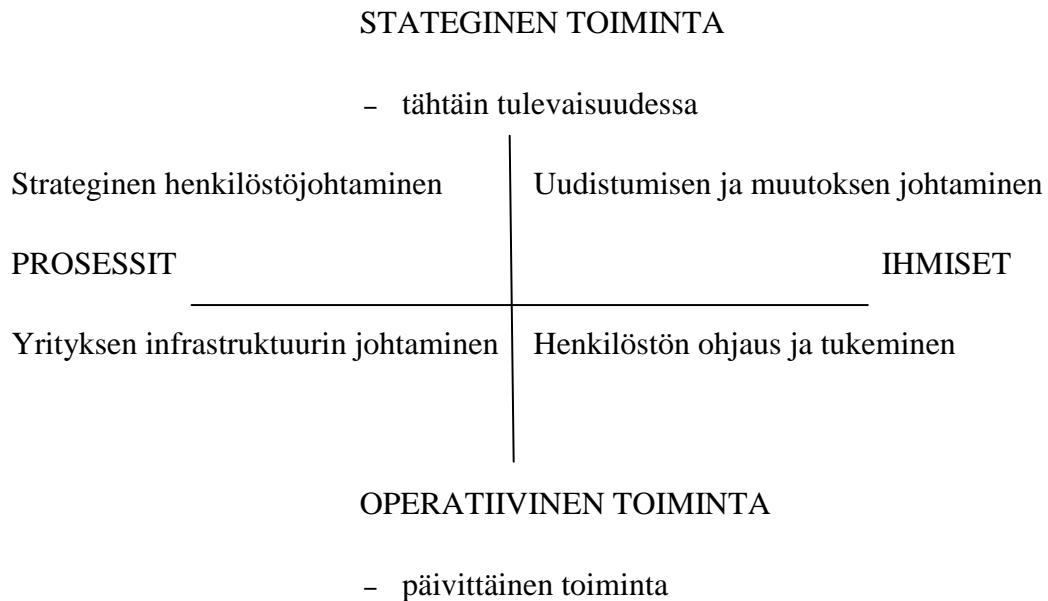 STATEGINEN TOIMINTA
- tähtäin tulevaisuudessa
Strateginen henkilöstöjohtaminen
Uudistumisen ja muutoksen johtaminen
PROSESSIT
IHMISET
Yrityksen infrastruktuurin johtaminen
Henkilöstön ohjaus ja tukeminen
OPERATIIVINEN TOIMINTA
- päivittäinen toiminta